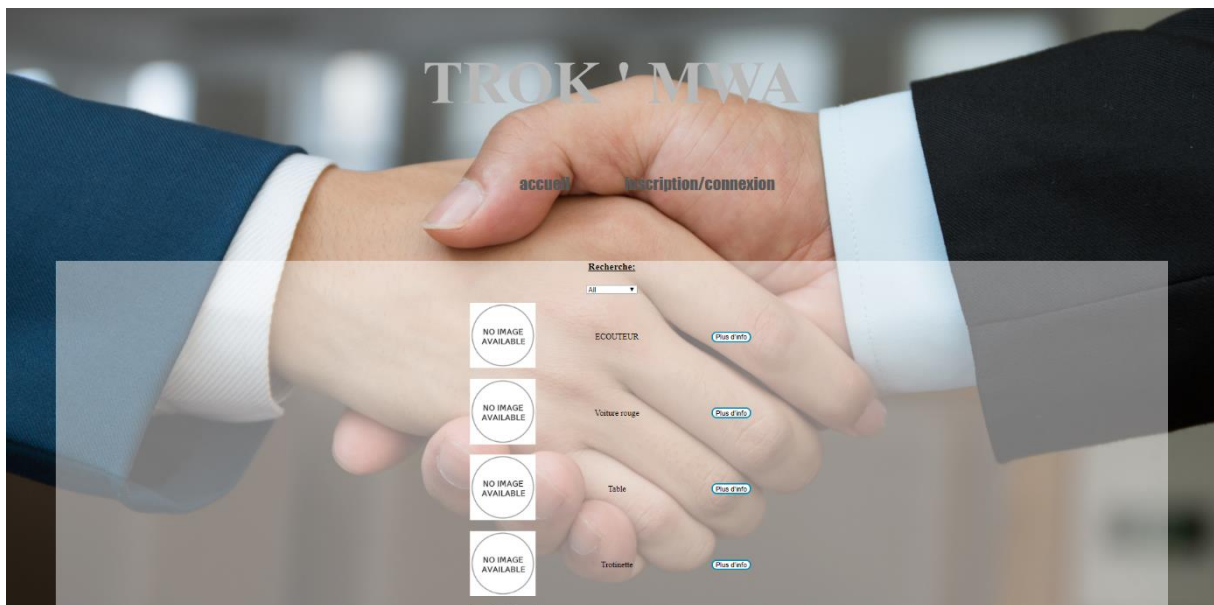 TROK ' MWA
accueil inscription/connexion
Recherche:
All
NO IMAGE
AVAILABLE
ECOUTEUR
Plus d'info
NO IMAGE
AVAILABLE
Voiture rouge
Plus d'info
NO IMAGE
AVAILABLE
Table
Plus d'info
NO IMAGE
AVAILABLE
Trotinette
Plus d'info